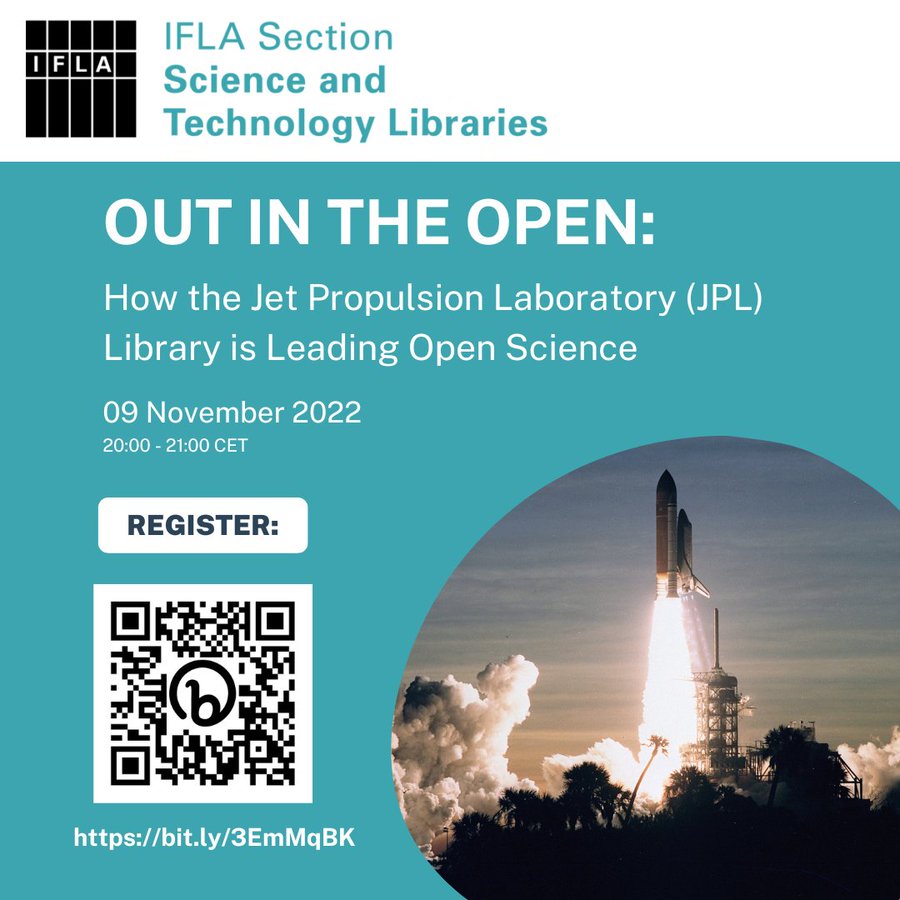 IFLA
IFLA Section
Science and
Technology Libraries
OUT IN THE OPEN:
How the Jet Propulsion Laboratory (JPL)
Library is Leading Open Science
09 November 2022
20:00 - 21:00 CET
REGISTER:
b
https://bit.ly/3EmMqBK